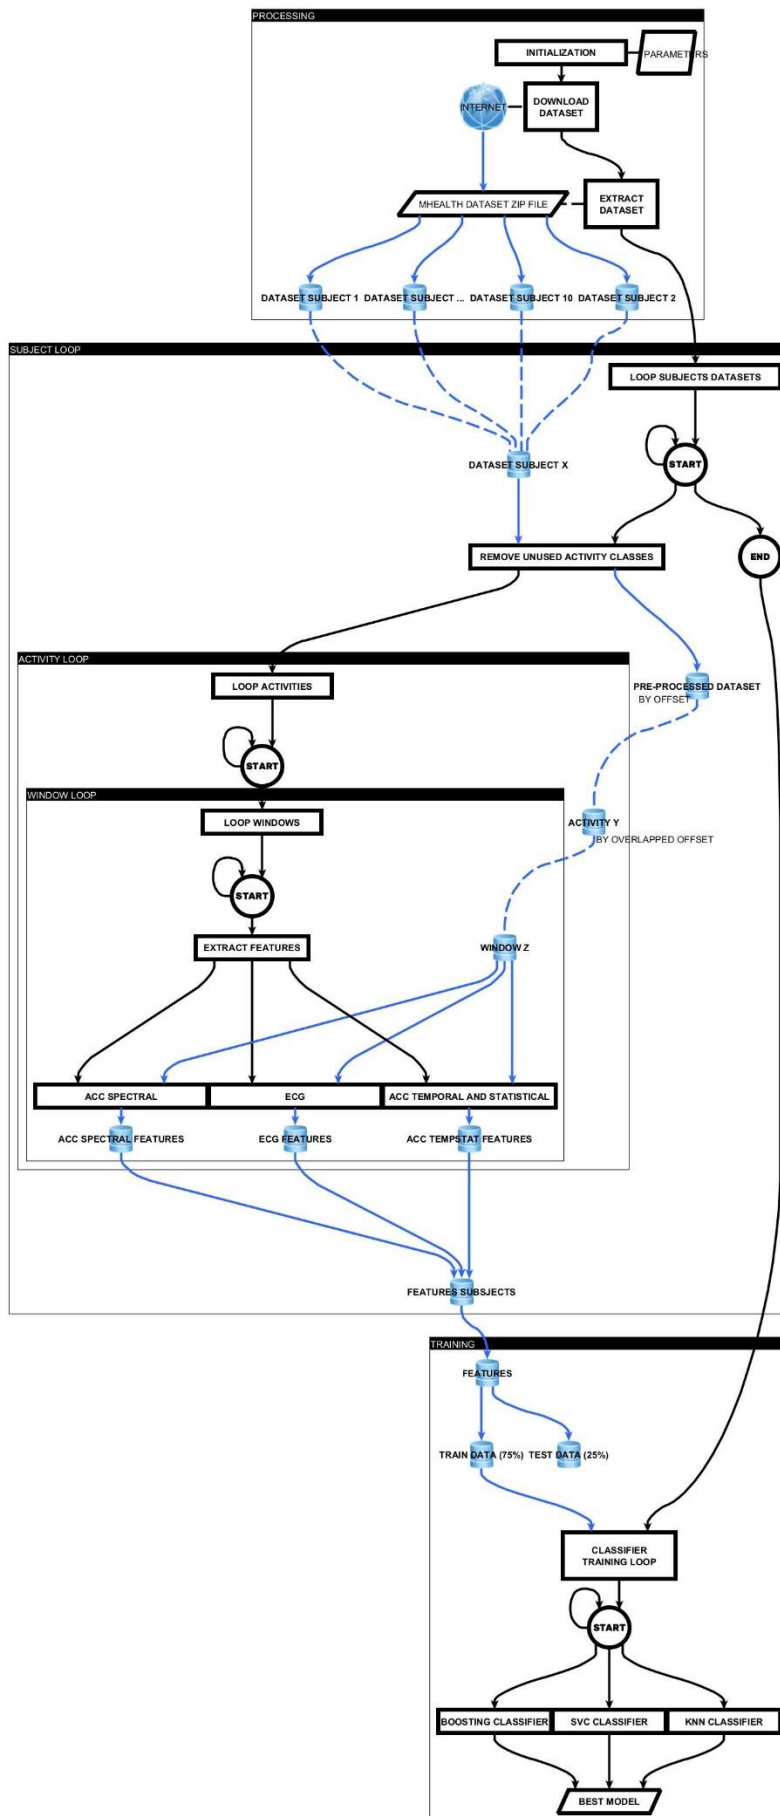 PROCESSING
INITIALIZATION
PARAMETERS
INTERNET
DOWNLOAD
DATASET
MHEALTH DATASET ZIP FILE
EXTRACT
DATASET
DATASET SUBJECT 1
DATASET SUBJECT ...
DATASET SUBJECT 10
DATASET SUBJECT 2
SUBJECT LOOP
LOOP SUBJECTS DATASETS
START
DATASET SUBJECT X
REMOVE UNUSED ACTIVITY CLASSES
END
ACTIVITY LOOP
LOOP ACTIVITIES
PRE-PROCESSED DATASET
BY OFFSET
START
WINDOW LOOP
LOOP WINDOWS
ACTIVITY Y
BY OVERLAPPED OFFSET
START
EXTRACT FEATURES
WINDOW Z
ACC SPECTRAL
ECG
ACC TEMPORAL AND STATISTICAL
ACC SPECTRAL FEATURES
ECG FEATURES
ACC TEMPSTAT FEATURES
FEATURES SUBSJECTS
TRAINING
FEATURES
TRAIN DATA (75%)
TEST DATA (25%)
CLASSIFIER
TRAINING LOOP
START
BOOSTING CLASSIFIER
SVC CLASSIFIER
KNN CLASSIFIER
BEST MODEL